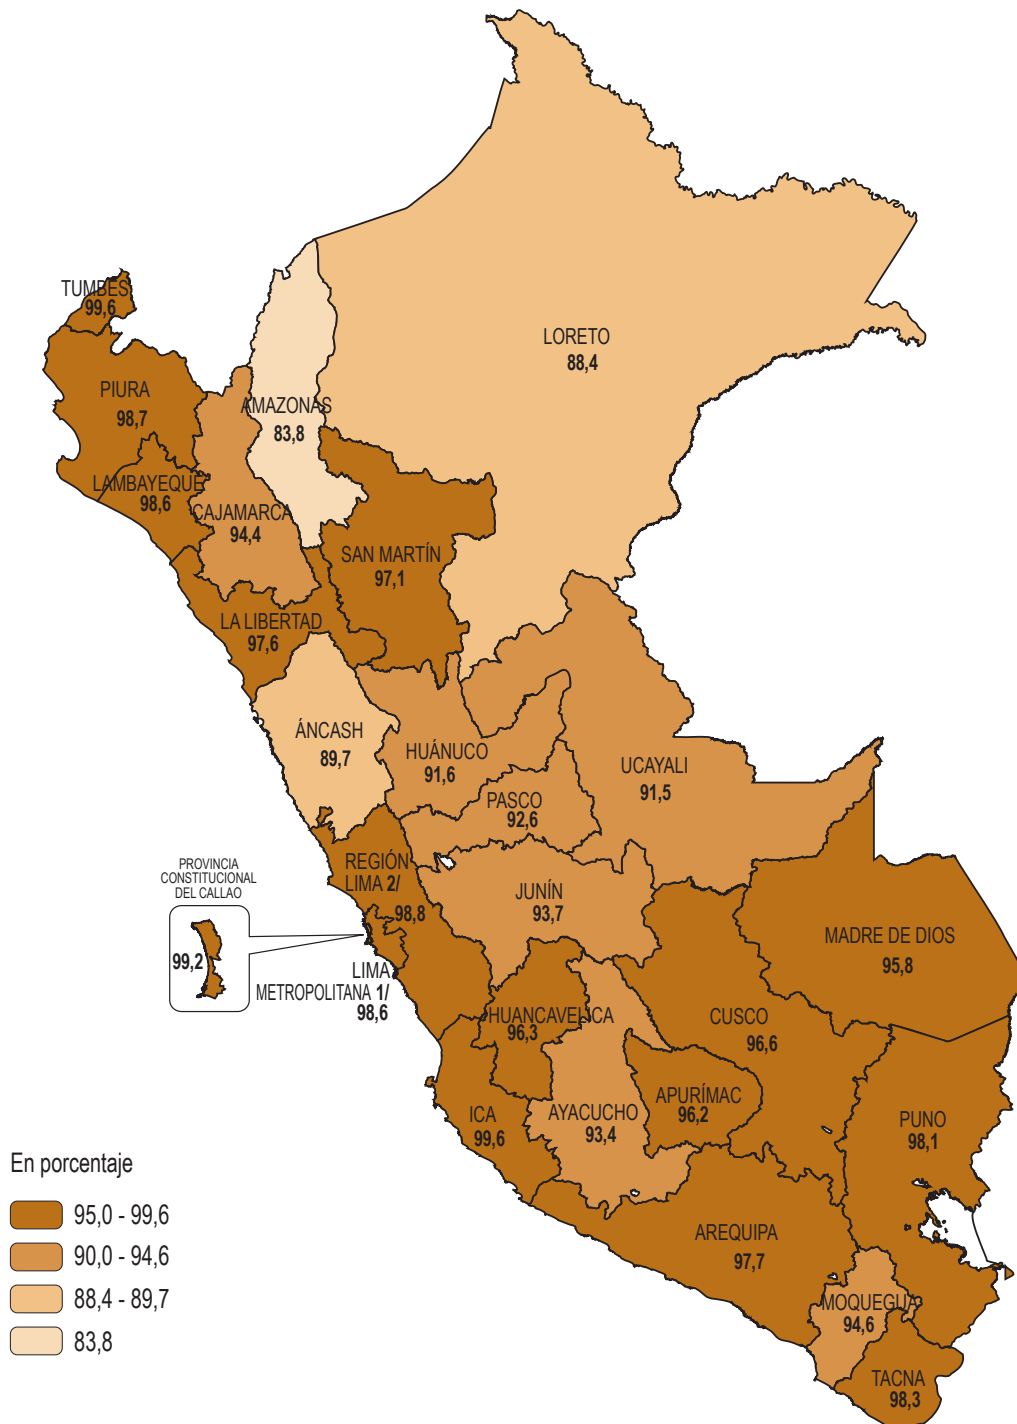 TUMBES
99,6
PIURA
98,7
LAMBAYEQUE
98,6
CAJAMARCA
94,4
AMAZONAS
83,8
LORETO
88,4
SAN MARTÍN
97,1
LA LIBERTAD
97,6
ÁNCASH
89,7
HUÁNUCO
91,6
UCAYALI
91,5
PASCO
92,6
REGIÓN
LIMA 2/
98,8
JUNÍN
93,7
PROVINCIA
CONSTITUCIONAL
DEL CALLAO
99,2
LIMA
METROPOLITANA 1/
98,6
MADRE DE DIOS
95,8
HUANCAVELICA
96,3
CUSCO
96,6
ICA
99,6
AYACUCHO
93,4
APURÍMAC
96,2
PUNO
98,1
AREQUIPA
97,7
MOQUEGUA
94,6
TACNA
98,3
En porcentaje
95,0 - 99,6
90,0 - 94,6
88,4 - 89,7
83,8